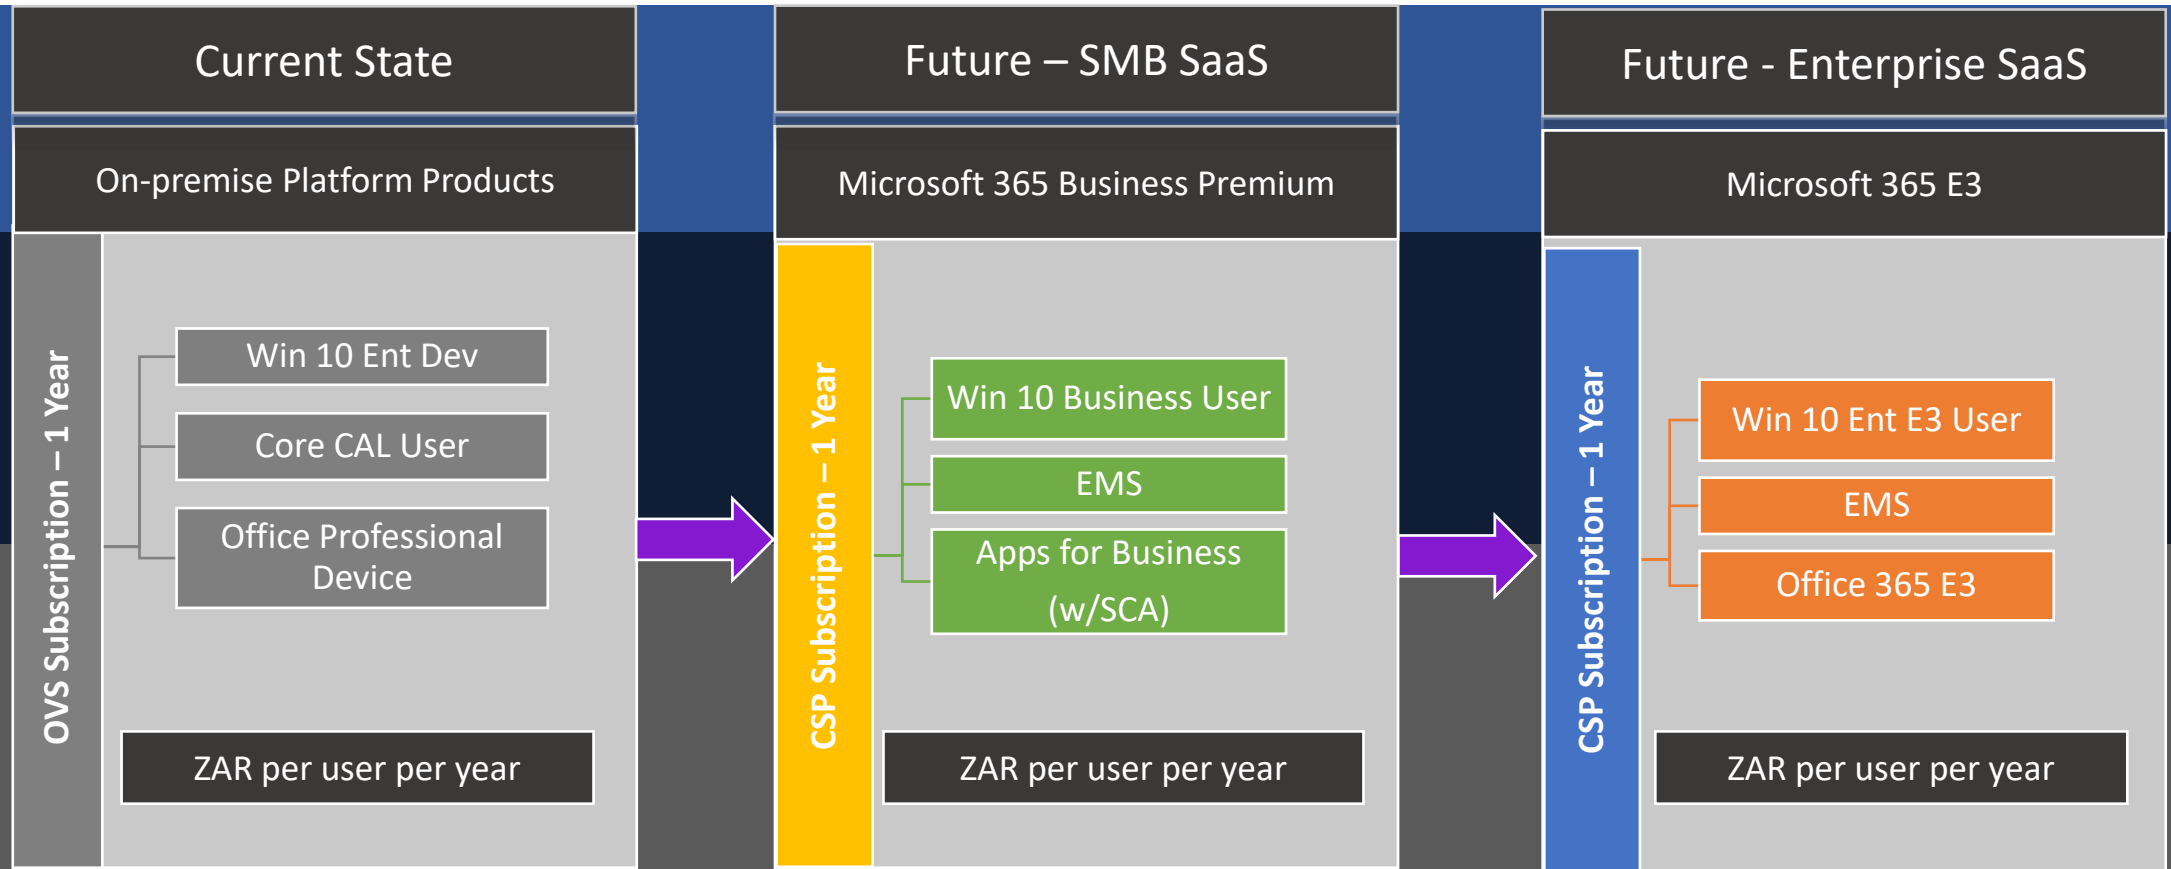 Current State
On-premise Platform Products
OVS Subscription – 1 Year
Win 10 Ent Dev
Core CAL User
Office Professional
Device
ZAR per user per year
Future – SMB SaaS
Microsoft 365 Business Premium
CSP Subscription – 1 Year
Win 10 Business User
EMS
Apps for Business
(w/SCA)
ZAR per user per year
Future - Enterprise SaaS
Microsoft 365 E3
CSP Subscription – 1 Year
Win 10 Ent E3 User
EMS
Office 365 E3
ZAR per user per year